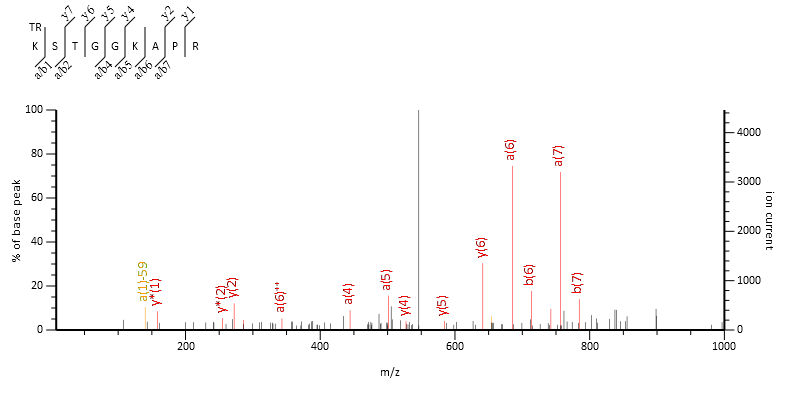 y7 y6 y5 y4 y2 y1
TR
K S T G G K A P R
a/b1 a/b2 a/b4 a/b5 a/b6 a/b7
100
80
60
40
20
0
% of base peak
4000
3000
2000
1000
0
ion current
a(1)-59
y*(1)
y*(2)
y(2)
a(6)++
a(4)
a(5)
y(4)
y(5)
y(6)
a(6)
b(6)
a(7)
b(7)
200 400 600 800 1000
m/z